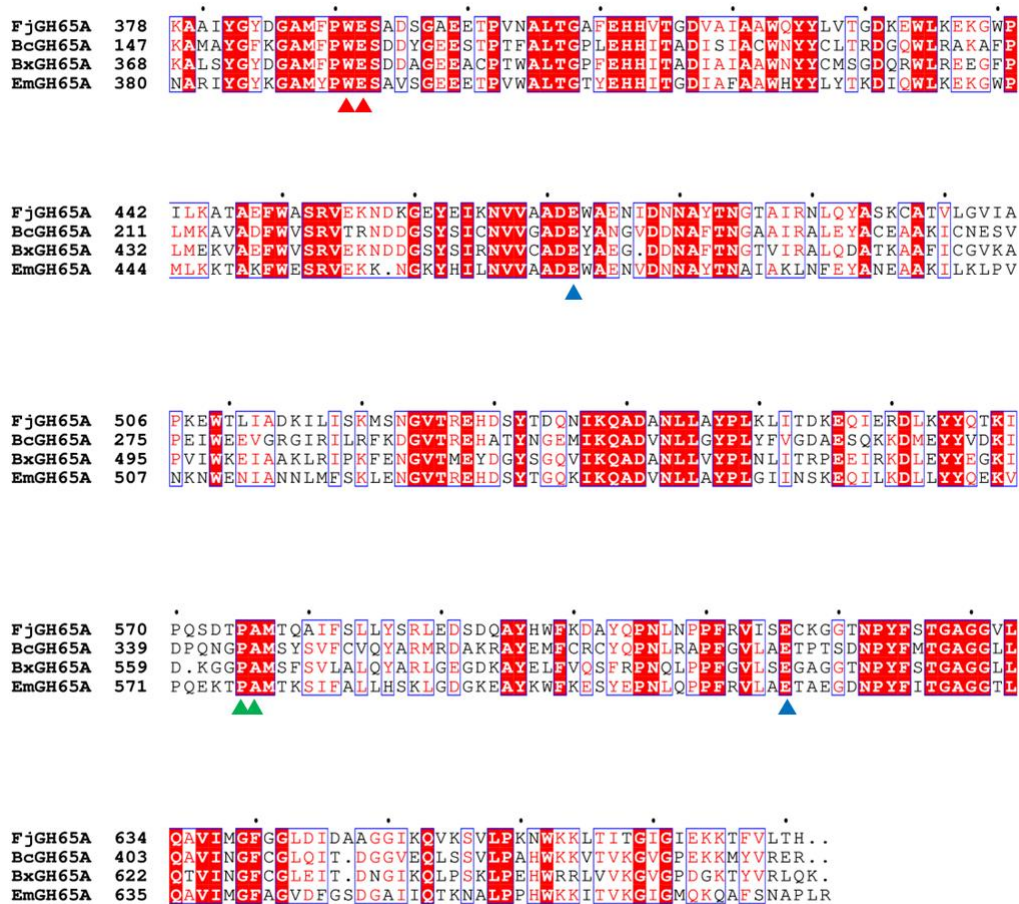 FjGH65A 378 KAAIYGYDGAMFPWESADSGAEETPVNALTGAFEHHVTGDVAIAAWQYYLVTGDKEWLKEKGWP
BcGH65A 147 KAMAYGFKGAMFPWESDDYGEESTPTFALTGPLEHHITADISIACWNYYCLTRDGQWLRAKAFP
BxGH65A 368 KALSYGYDGAMFPWESDDAGEEACPTWALTGPFEHHITADIAIAAWNYYCMSGDQRWLREEGFP
EmGH65A 380 NARIYGYKGAMYPWESAVSGEEETPVWALTGTYEHHITGDIAFAAWHYYLYTKDIQWLKEKGWP
FjGH65A 442 ILKATAEFWASRVEKNDKGEYEIKNVVAADEWAENIDNNAYTNGTAIRNLQYASKCATVLGVIA
BcGH65A 211 LMKAVADFWVSRVTRNDDGSYSICNVVGADEYANGVDDNAFTNGAAIRALEYACEAAKICNESV
BxGH65A 432 LMEKVAEFWVSRVEKNDDGSYSIRNVVGADEYAEG.DDNAFTNGTVIRALQDATKAAFICGVKA
EmGH65A 444 MLKKTAKFWESRVEKK.NGKYHILNVVAADEWAENVDNNAYTNAIAKLNFEYANEAAKILKLPV
FjGH65A 506 PKEWTLIADKILISKMSNGVTREHDSYTDQNIKQADANLLAYPLKLITDKEQIERDLKYYQTKI
BcGH65A 275 PEIWEEVGRGIRILRFKDGVTREHATYNGEMIKQADVNLLGYPLYFVGDAESQKKDMEYYVDKI
BxGH65A 495 PVIWKEIAAKLRIPKFENGVTMEYDGYSGQVIKQADANLLVYPLNLITRPEEIRKDLEYYEGKI
EmGH65A 507 NKNWENIANNLMFSKLENGVTREHDSYTGQKIKQADVNLLAYPLGIINSKEQILKDLLYYQEKV
FjGH65A 570 PQSDTPAMTQAIFSLLYSRLEDSDQAYHWFKDAYQPNLNPPFRVISECKGGTNPYFSTGAGGVL
BcGH65A 339 DPQNGPAMSYSVFCVQYARMRDAKRAYEMFCRCYQPNLRAPFGVLAETPTSDNPYFMTGAGGLL
BxGH65A 559 D.KGGPAMSFSVLALQYARLGEGDKAYELFVQSFRPNQLPPFGVLSEGAGGTNPYFSTGAGGLL
EmGH65A 571 PQEKTPAMTKSIFALLHSKLGDGKEAYKWFKESYEPNLQPPFRVLAETAEGDNPYFITGAGGTL
FjGH65A 634 QAVIMGFGGLDIDAAGGIKQVKSVLPKNWKKLTITGIGIEKKTFVLTH..
BcGH65A 403 QAVINGFCGLQIT.DGGVEQLSSVLPAHWKKVTVKGVGPEKKMYVRER..
BxGH65A 622 QTVINGFCGLEIT.DNGIKQLPSKLPEHWRRLVVKGVGPDGKTYVRLQK.
EmGH65A 635 QAVIMGFAGVDFGSDGAIIQTKNALPPHWKKITVKGIGMQKQAFSNAPLR